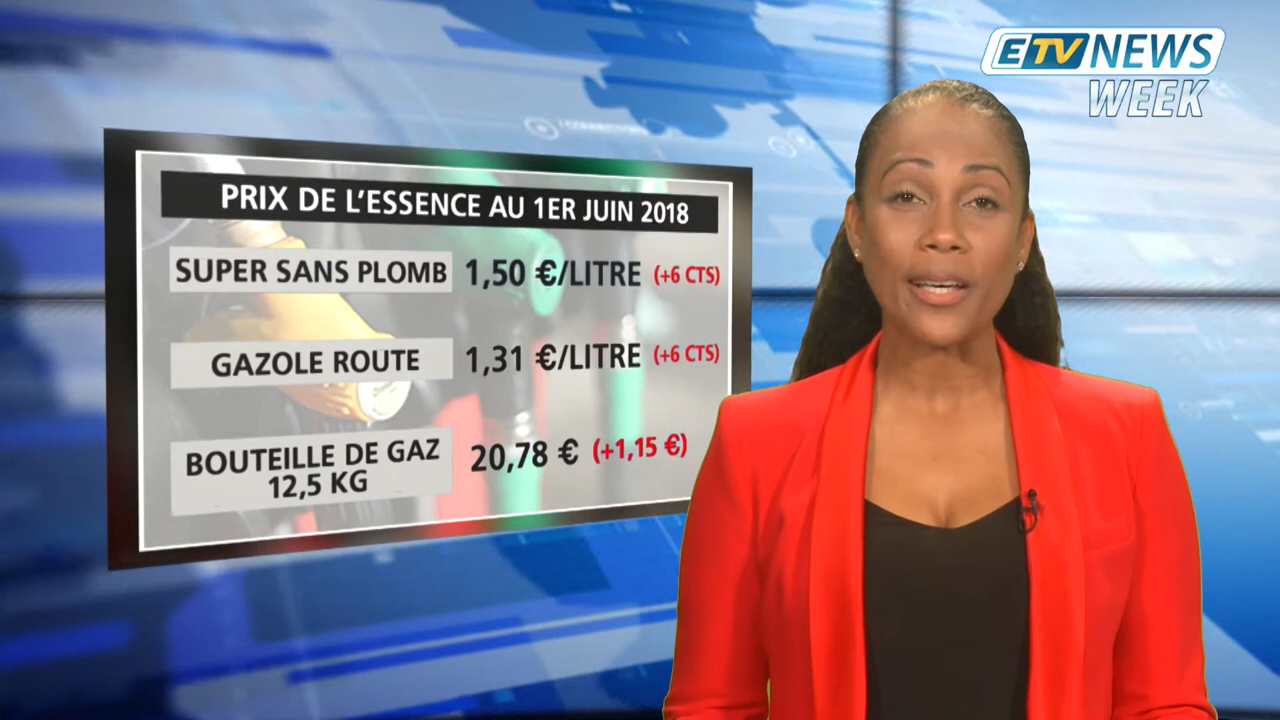 ETV NEWS
WEEK
PRIX DE L'ESSENCE AU 1ER JUIN 2018
SUPER SANS PLOMB 1,50 €/LITRE (+6 CTS)
GAZOLE ROUTE 1,31 €/LITRE (+6 CTS)
BOUTEILLE DE GAZ
12,5 KG
20,78 € (+1,15 €)